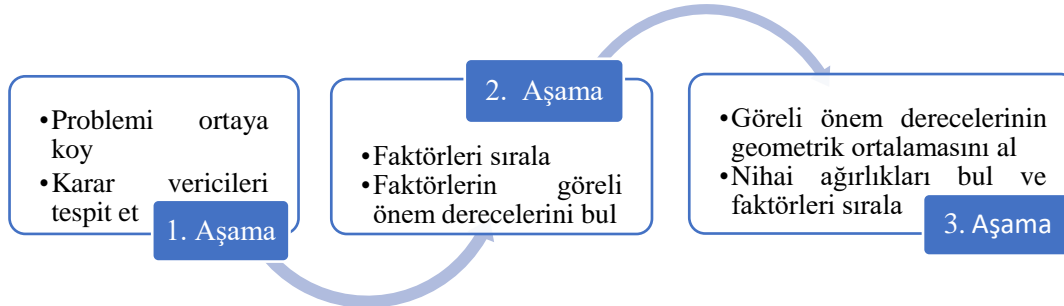 •Problemi ortaya
koy
•Karar vericileri
tespit et
1. Aşama
2. Aşama
•Faktörleri sırala
•Faktörlerin göreli
önem derecelerini bul
•Göreli önem derecelerinin
geometrik ortalamasını al
•Nihai ağırlıkları bul ve
faktörleri sırala
3. Aşama